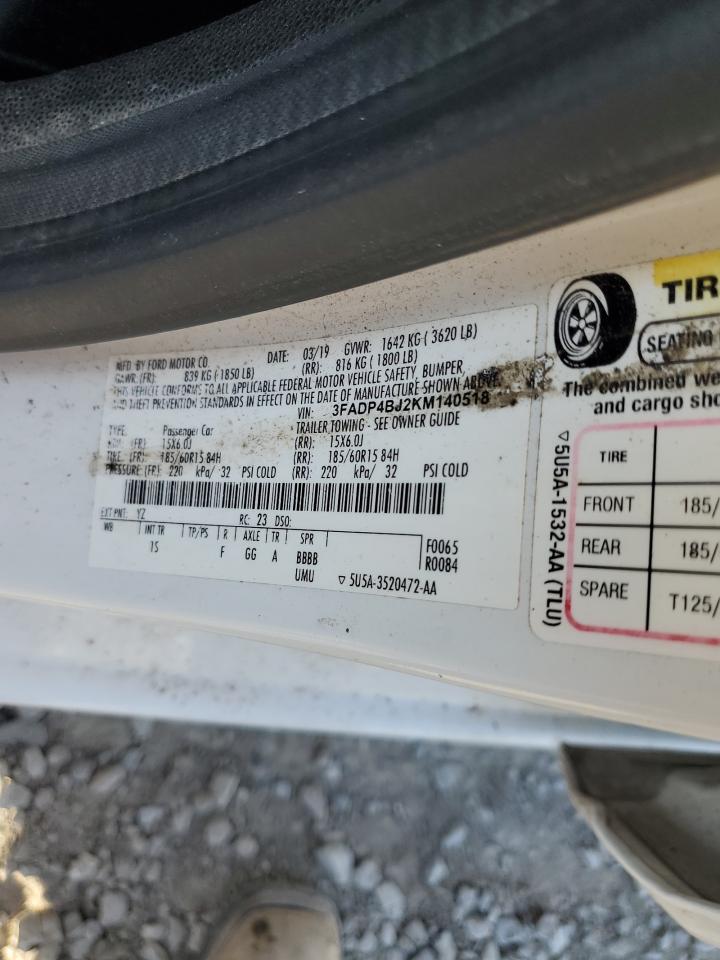 MFD. BY FORD MOTOR CO.
DATE: 03/19 GVWR: 1642 KG ( 3620 LB)
GAWR: (FR): 839 KG (1850 LB) (RR): 816 KG (1800 LB)
THIS VEHICLE CONFORMS TO ALL APPLICABLE FEDERAL MOTOR VEHICLE SAFETY, BUMPER,
AND THEFT PREVENTION STANDARDS IN EFFECT ON THE DATE OF MANUFACTURE SHOWN ABOVE.
VIN: 3FADP4BJ2KM140518
TYPE: Passenger Car TRAILER TOWING - SEE OWNER GUIDE
RIM: (FR) 15X6.0J (RR): 15X6.0J
TIRE: (FR) 185/60R15 84H (RR): 185/60R15 84H
PRESSURE: (FR) 220 kPa/ 32 PSI COLD (RR): 220 kPa/ 32 PSI COLD
EXT PNT: YZ RC: 23 DSO:
WB INT TR TP/PS R AXLE TR SPR F0065
15 F GG A BBBB R0084
UMU ▽ 5U5A-3520472-AA
▽5U5A-1532-AA (TLU)
TIR
SEATING
The combined we
and cargo sho
TIRE
FRONT 185/
REAR 185/
SPARE T125/